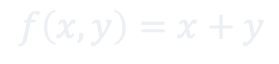 f(x, y) = x + y